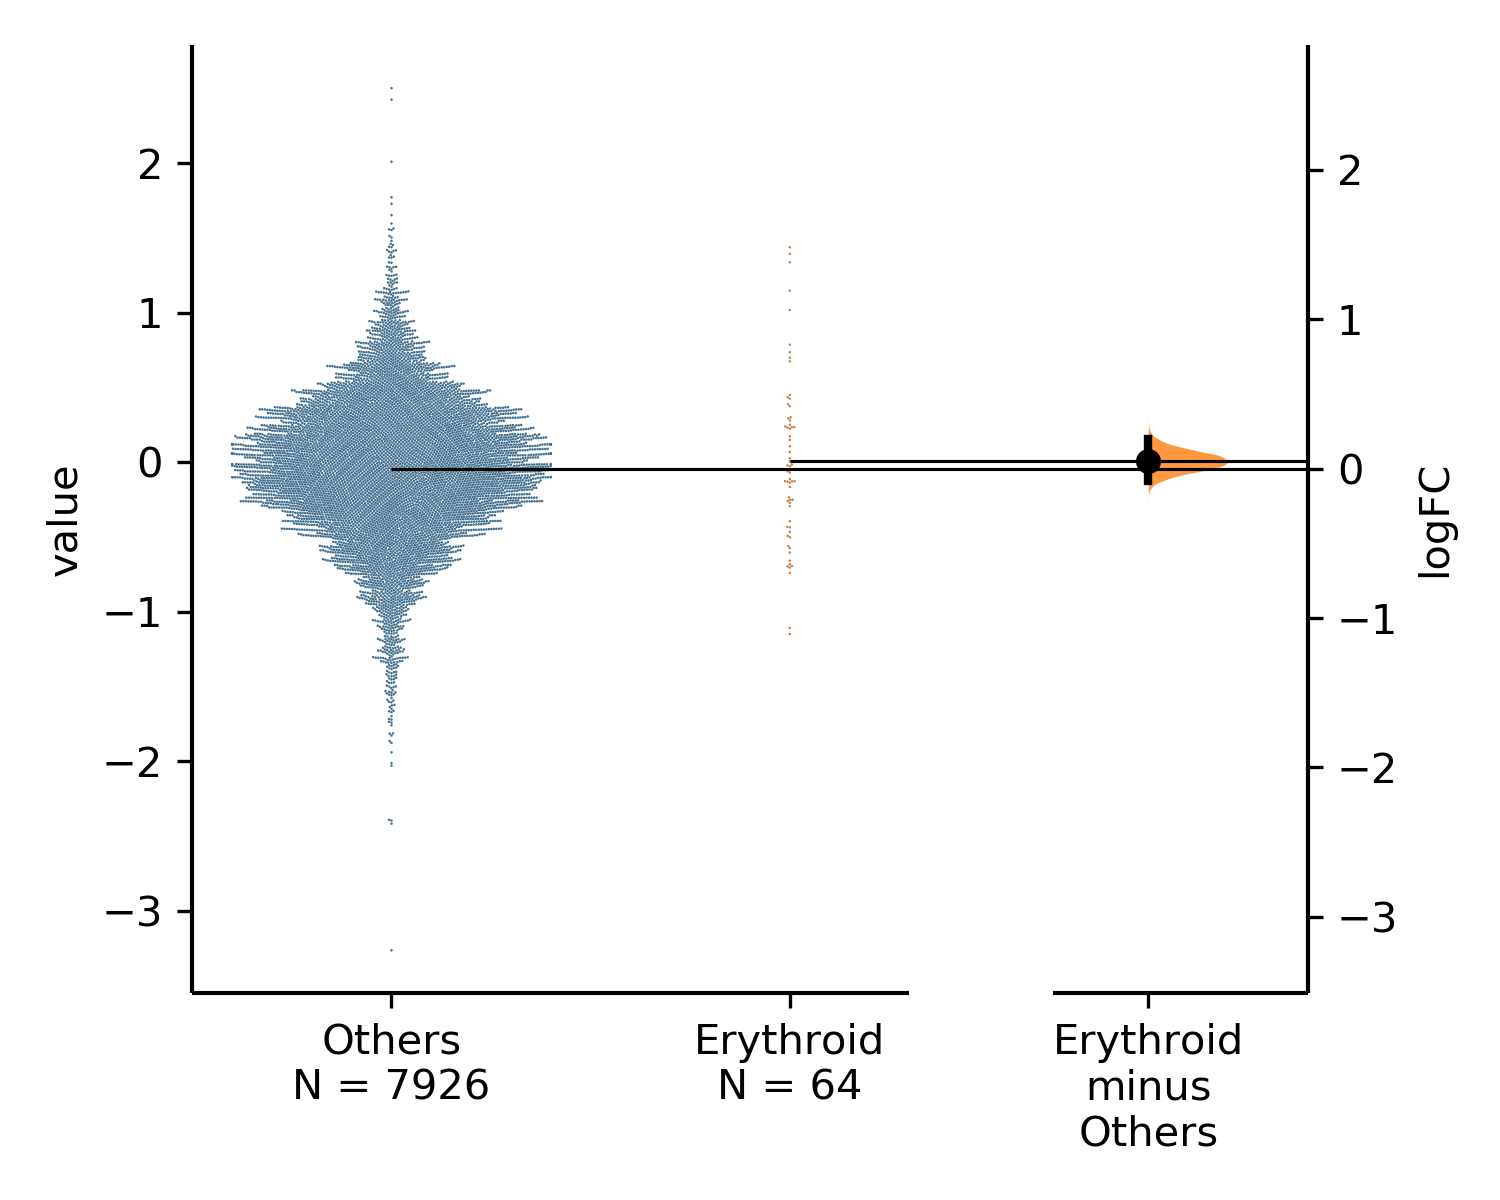 value
2
1
0
−1
−2
−3
2
1
0
−1
−2
−3
logFC
Others
N = 7926
Erythroid
N = 64
Erythroid
minus
Others